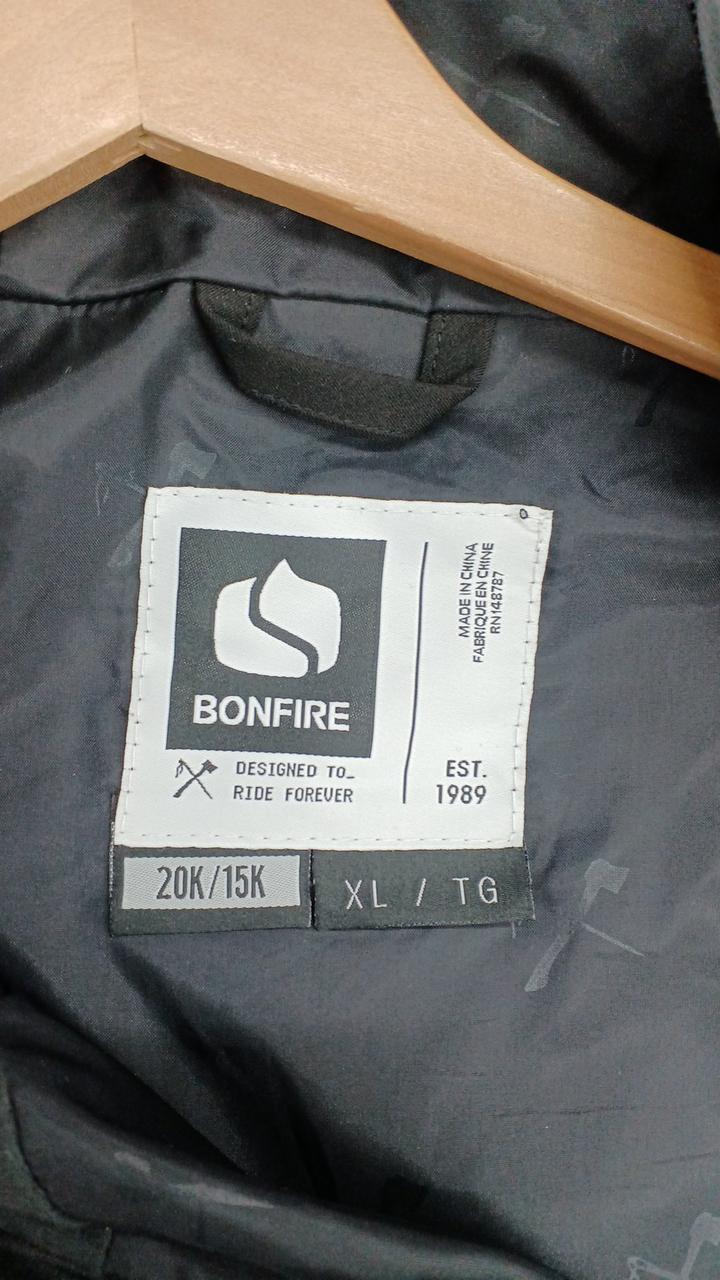 BONFIRE
DESIGNED TO_
RIDE FOREVER
MADE IN CHINA
FABRIQUE EN CHINE
RN148787
EST.
1989
20K/15K
XL / TG